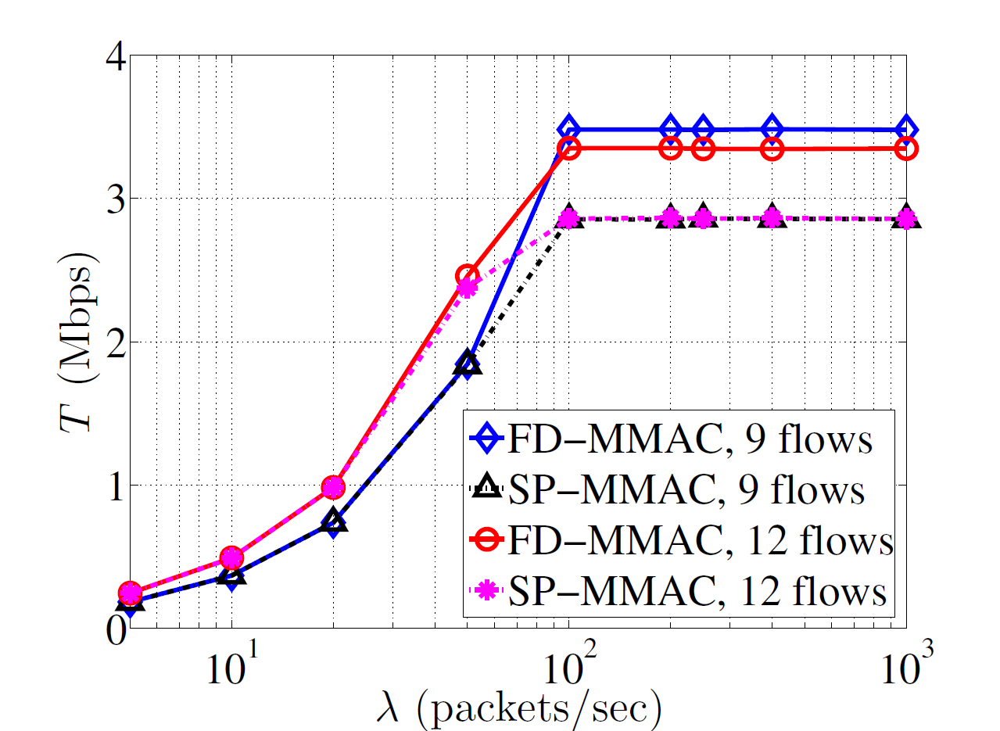 4
3
2
1
0
T (Mbps)
FD−MMAC, 9 flows
SP−MMAC, 9 flows
FD−MMAC, 12 flows
SP−MMAC, 12 flows
10^1 10^2 10^3
λ (packets/sec)